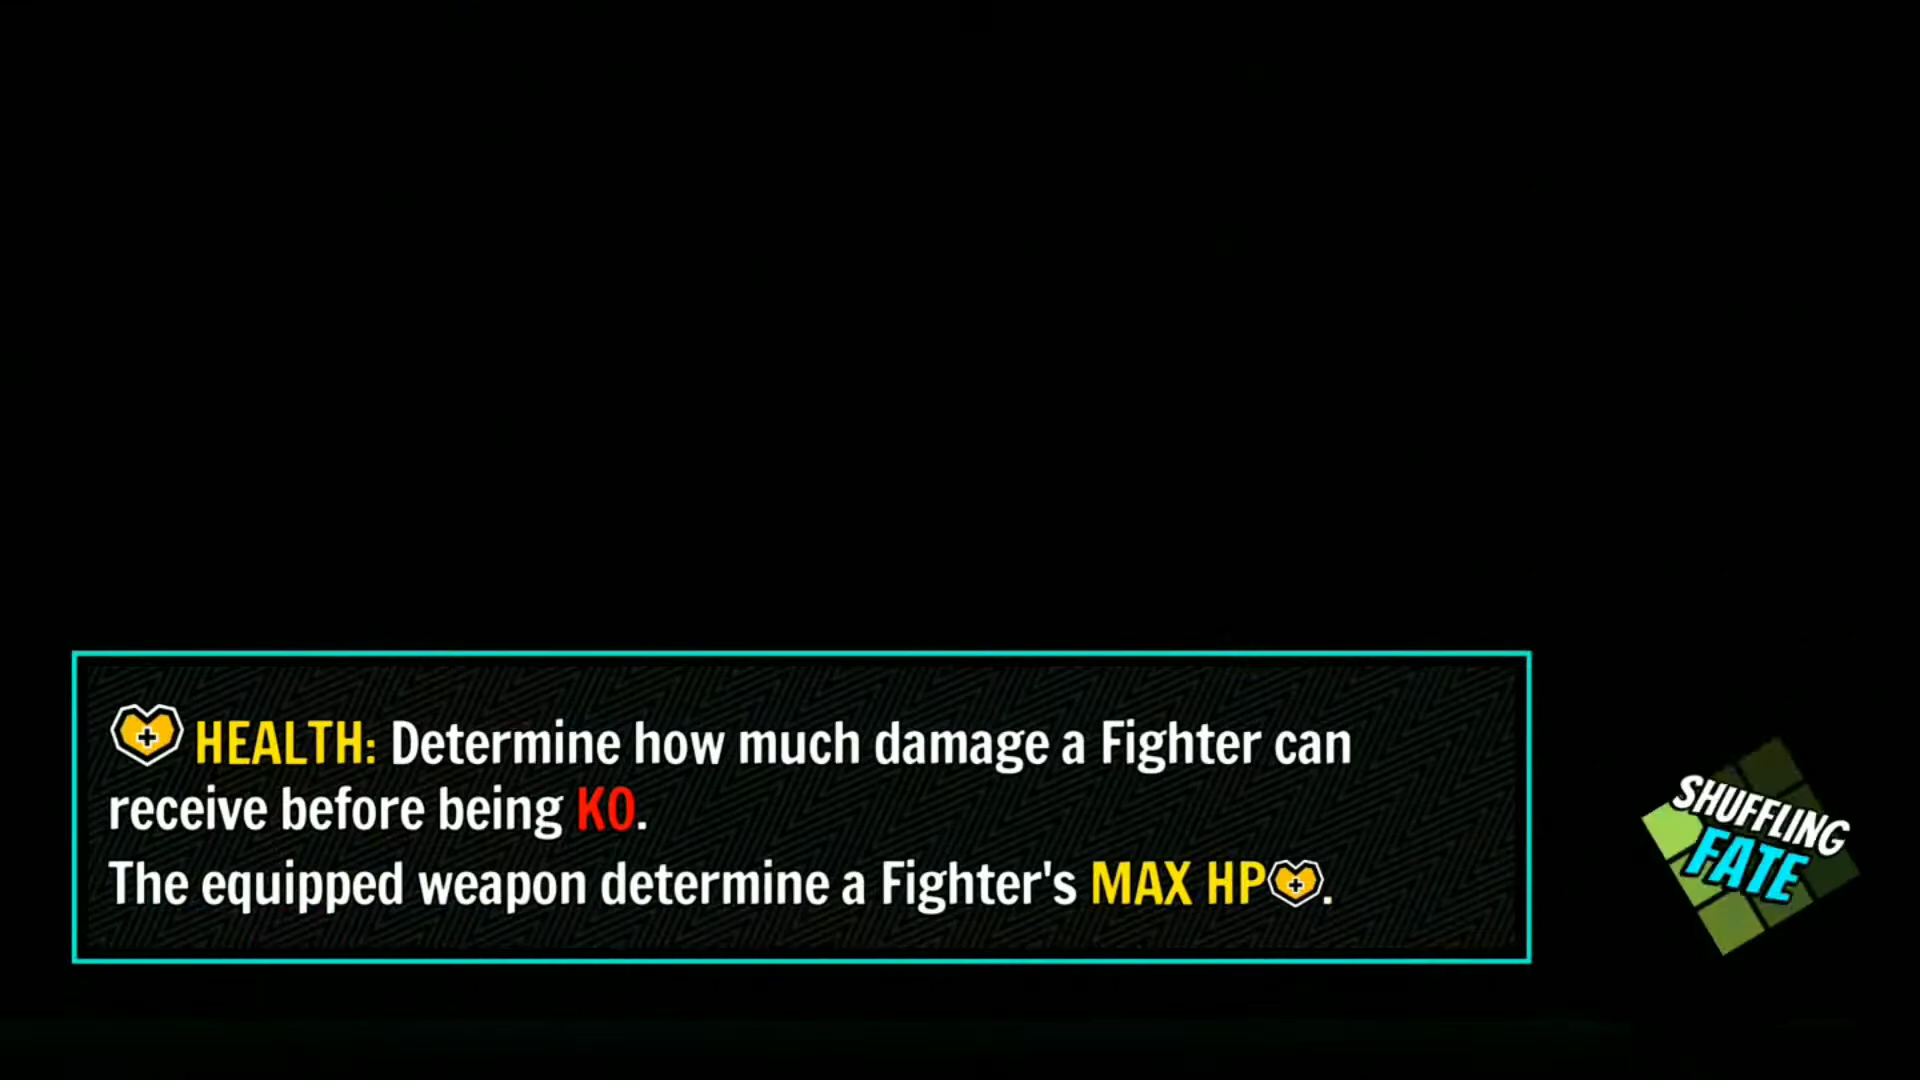 HEALTH: Determine how much damage a Fighter can
receive before being KO.
The equipped weapon determine a Fighter's MAX HP.
SHUFFLING
FATE